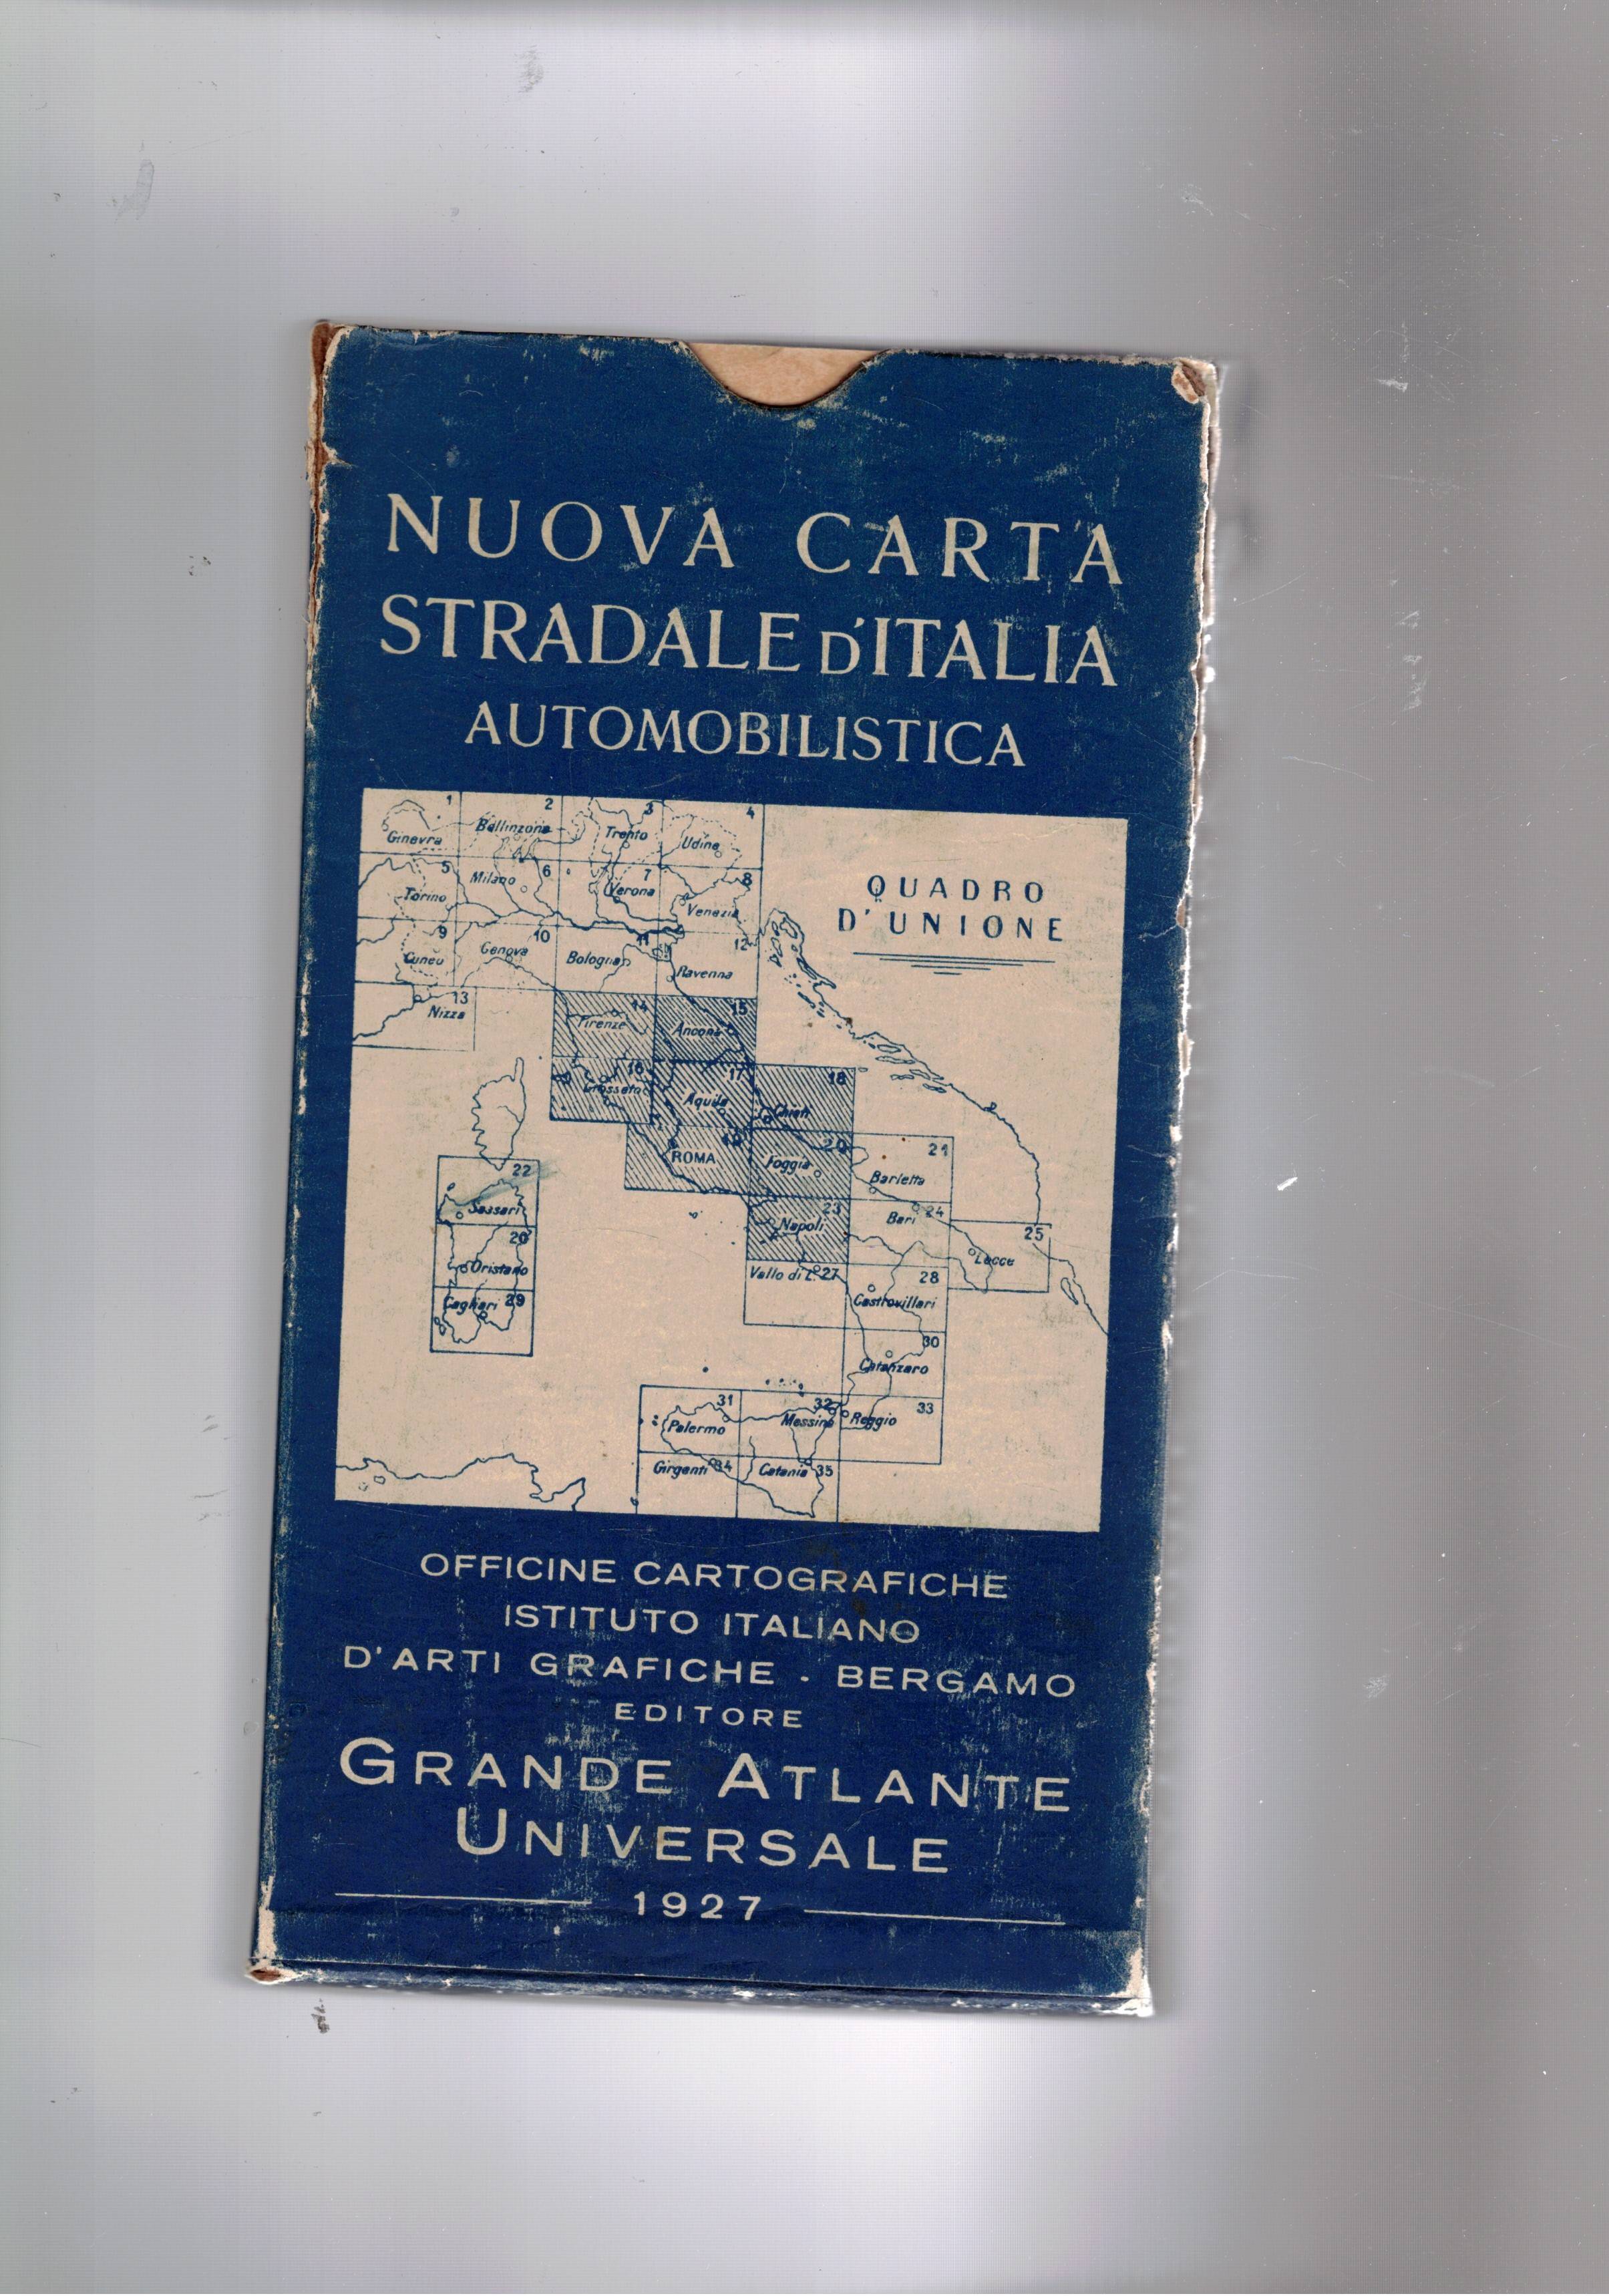 NUOVA CARTA
STRADALE D'ITALIA
AUTOMOBILISTICA
QUADRO
D'UNIONE
1 2 3 4
Ginevra Bellinzona Trento Udine
5 6 7 8
Torino Milano Verona Venezia
9 10 11 12
Cuneo Genova Bologna Ravenna
13 14 15
Nizza Firenze Ancona
16 17 18
Grosseto Aquila Chieti
19 20 21
ROMA Foggia Barletta
22 23 24 25
Sassari Napoli Bari Lecce
26 27 28
Oristano Vallo di L. Castrovillari
29 30
Cagliari Catanzaro
31 32 33
Palermo Messina Reggio
Girgenti 34 Catania 35
OFFICINE CARTOGRAFICHE
ISTITUTO ITALIANO
D'ARTI GRAFICHE - BERGAMO
EDITORE
GRANDE ATLANTE
UNIVERSALE
1927